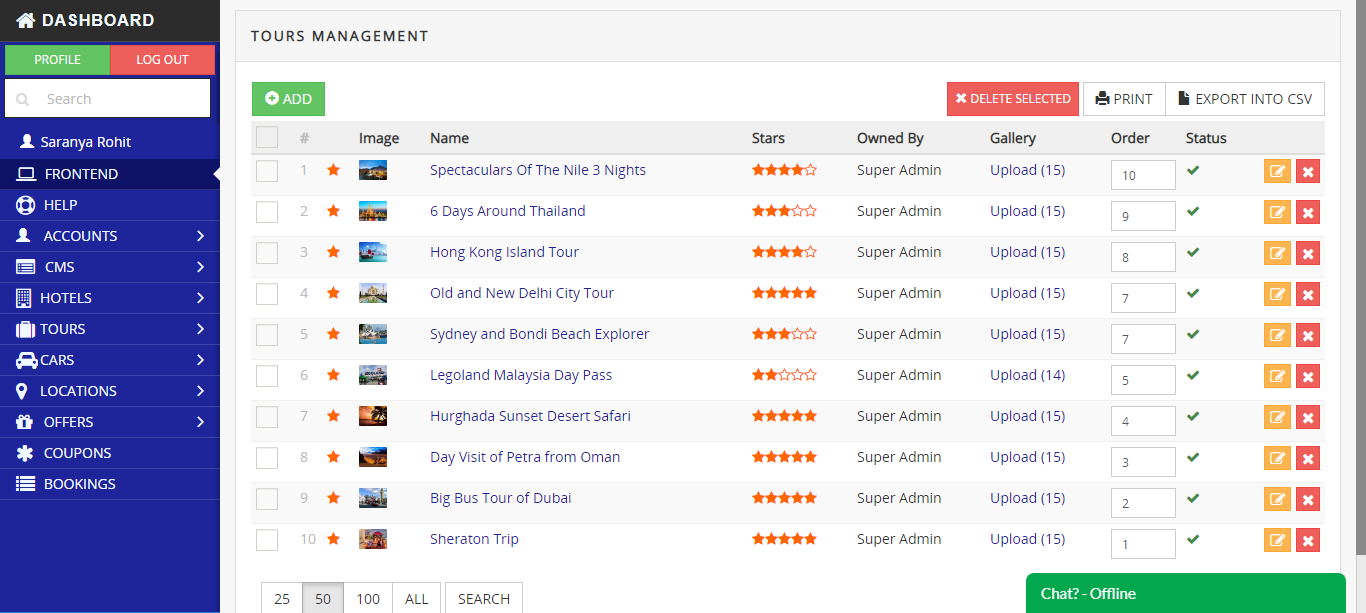 DASHBOARD
PROFILE LOG OUT
Search
Saranya Rohit
FRONTEND
HELP
ACCOUNTS
CMS
HOTELS
TOURS
CARS
LOCATIONS
OFFERS
COUPONS
BOOKINGS
TOURS MANAGEMENT
ADD DELETE SELECTED PRINT EXPORT INTO CSV
# Image Name Stars Owned By Gallery Order Status
1 Spectaculars Of The Nile 3 Nights Super Admin Upload (15) 10
2 6 Days Around Thailand Super Admin Upload (15) 9
3 Hong Kong Island Tour Super Admin Upload (15) 8
4 Old and New Delhi City Tour Super Admin Upload (15) 7
5 Sydney and Bondi Beach Explorer Super Admin Upload (15) 7
6 Legoland Malaysia Day Pass Super Admin Upload (14) 5
7 Hurghada Sunset Desert Safari Super Admin Upload (15) 4
8 Day Visit of Petra from Oman Super Admin Upload (15) 3
9 Big Bus Tour of Dubai Super Admin Upload (15) 2
10 Sheraton Trip Super Admin Upload (15) 1
25 50 100 ALL SEARCH
Chat? - Offline